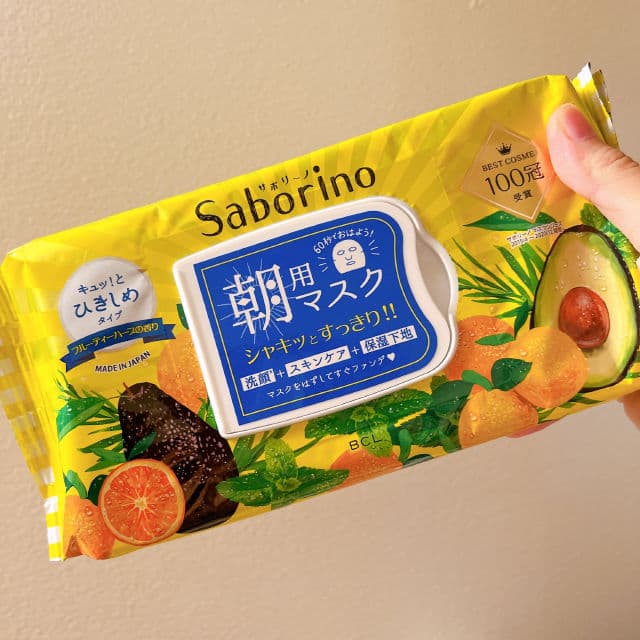 サボリーノ
Saborino
BEST COSME
100冠
受賞
60秒でおはよう!
朝用マスク
シャキッとすっきり!!
洗顔+スキンケア+保湿下地
マスクをはずしてすぐファンデ♥
キュッ!と
ひきしめ
タイプ
フルーティーハーブの香り
MADE IN JAPAN
BCL